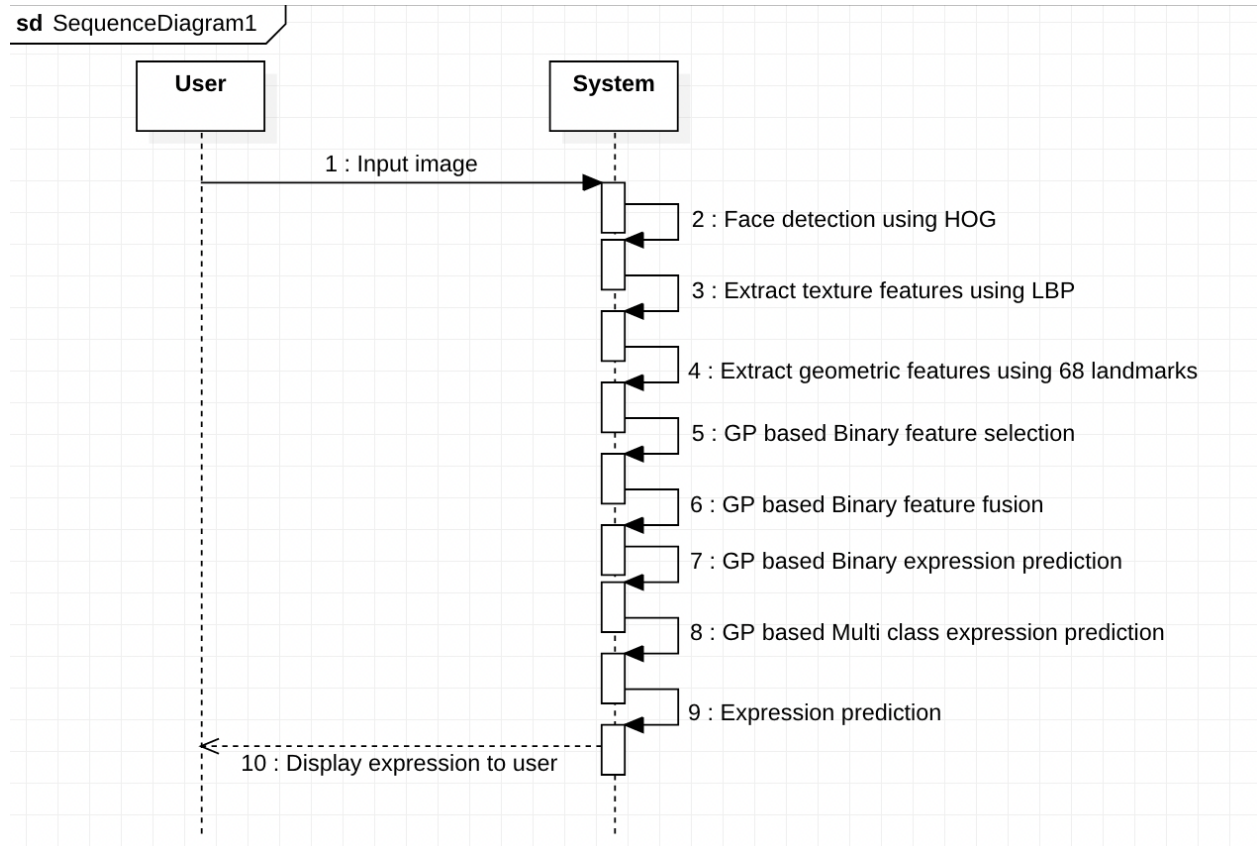 sd SequenceDiagram1
User
System
1 : Input image
2 : Face detection using HOG
3 : Extract texture features using LBP
4 : Extract geometric features using 68 landmarks
5 : GP based Binary feature selection
6 : GP based Binary feature fusion
7 : GP based Binary expression prediction
8 : GP based Multi class expression prediction
9 : Expression prediction
10 : Display expression to user